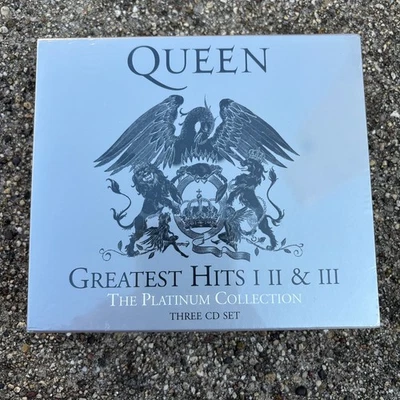 QUEEN
GREATEST HITS I II & III
THE PLATINUM COLLECTION
THREE CD SET